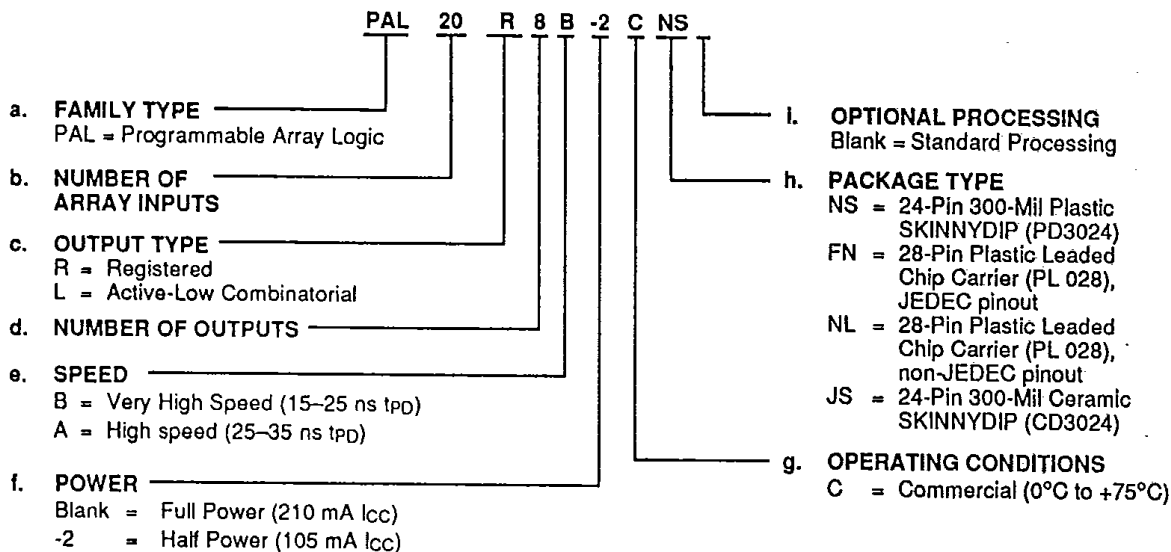 PAL 20 R 8 B -2 C NS
a. FAMILY TYPE
PAL = Programmable Array Logic
b. NUMBER OF
ARRAY INPUTS
c. OUTPUT TYPE
R = Registered
L = Active-Low Combinatorial
d. NUMBER OF OUTPUTS
e. SPEED
B = Very High Speed (15–25 ns tPD)
A = High speed (25–35 ns tPD)
f. POWER
Blank = Full Power (210 mA ICC)
-2 = Half Power (105 mA ICC)
i. OPTIONAL PROCESSING
Blank = Standard Processing
h. PACKAGE TYPE
NS = 24-Pin 300-Mil Plastic
SKINNYDIP (PD3024)
FN = 28-Pin Plastic Leaded
Chip Carrier (PL 028),
JEDEC pinout
NL = 28-Pin Plastic Leaded
Chip Carrier (PL 028),
non-JEDEC pinout
JS = 24-Pin 300-Mil Ceramic
SKINNYDIP (CD3024)
g. OPERATING CONDITIONS
C = Commercial (0°C to +75°C)